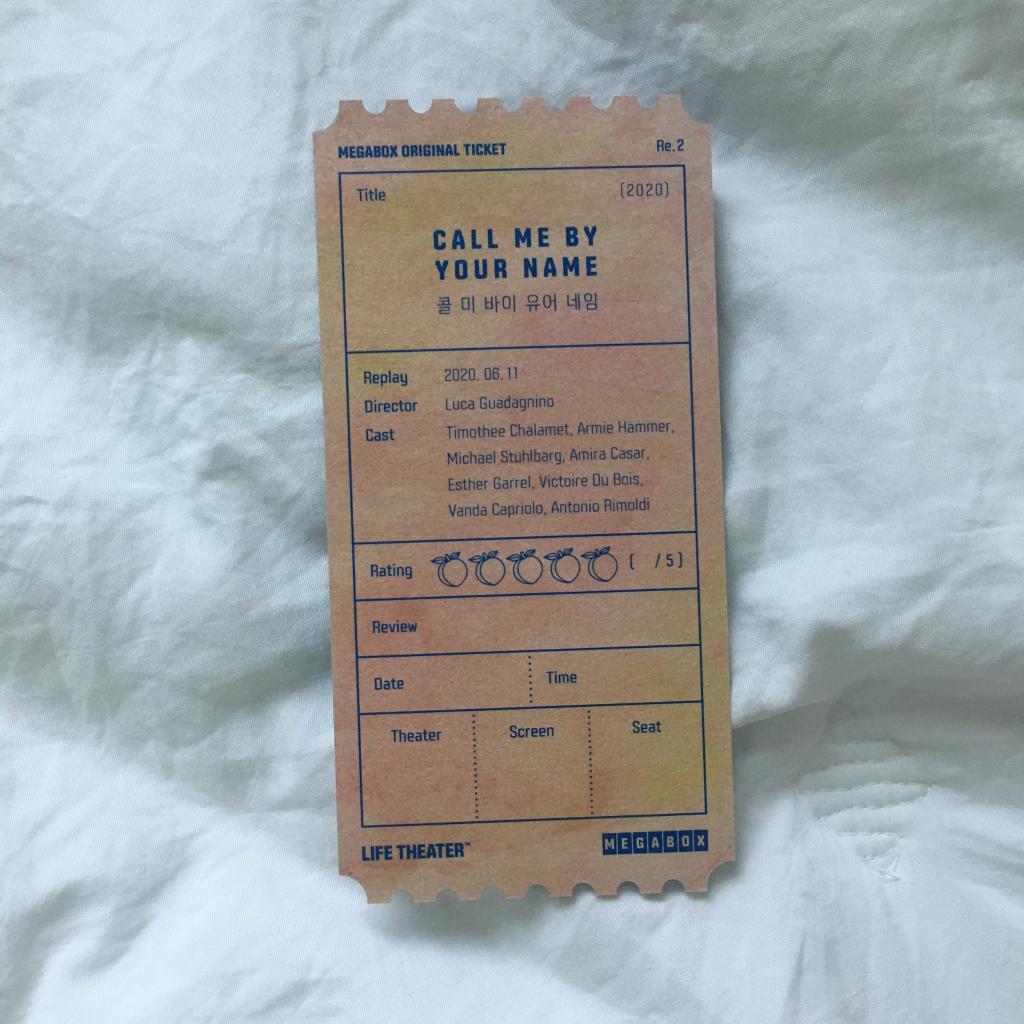 MEGABOX ORIGINAL TICKET Re.2
Title (2020)
CALL ME BY
YOUR NAME
콜 미 바이 유어 네임
Replay 2020. 06. 11
Director Luca Guadagnino
Cast Timothee Chalamet, Armie Hammer,
Michael Stuhlbarg, Amira Casar,
Esther Garrel, Victoire Du Bois,
Vanda Capriolo, Antonio Rimoldi
Rating ( /5)
Review
Date Time
Theater Screen Seat
LIFE THEATER™ MEGABOX